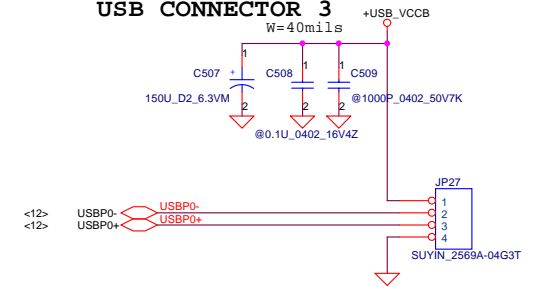 USB CONNECTOR 3
+USB_VCCB
W=40mils
1 1 1
C507 + C508 C509
150U_D2_6.3VM
@1000P_0402_50V7K
2 2 2
@0.1U_0402_16V4Z
JP27
<12> USBP0- USBP0- 1
<12> USBP0+ USBP0+ 2
3
4
SUYIN_2569A-04G3T